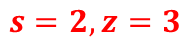 s = 2, z = 3